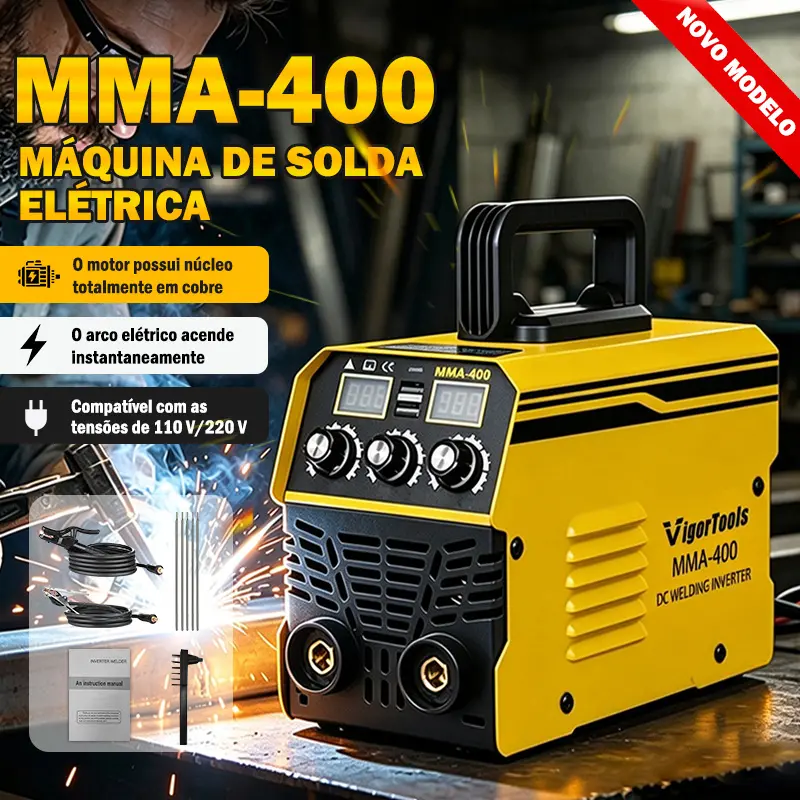 NOVO MODELO
MMA-400
MÁQUINA DE SOLDA
ELÉTRICA
O motor possui núcleo
totalmente em cobre
O arco elétrico acende
instantaneamente
Compatível com as
tensões de 110 V/220 V
MMA-400
VigorTools
MMA-400
DC WELDING INVERTER
INVERTER WELDER
An instruction manual